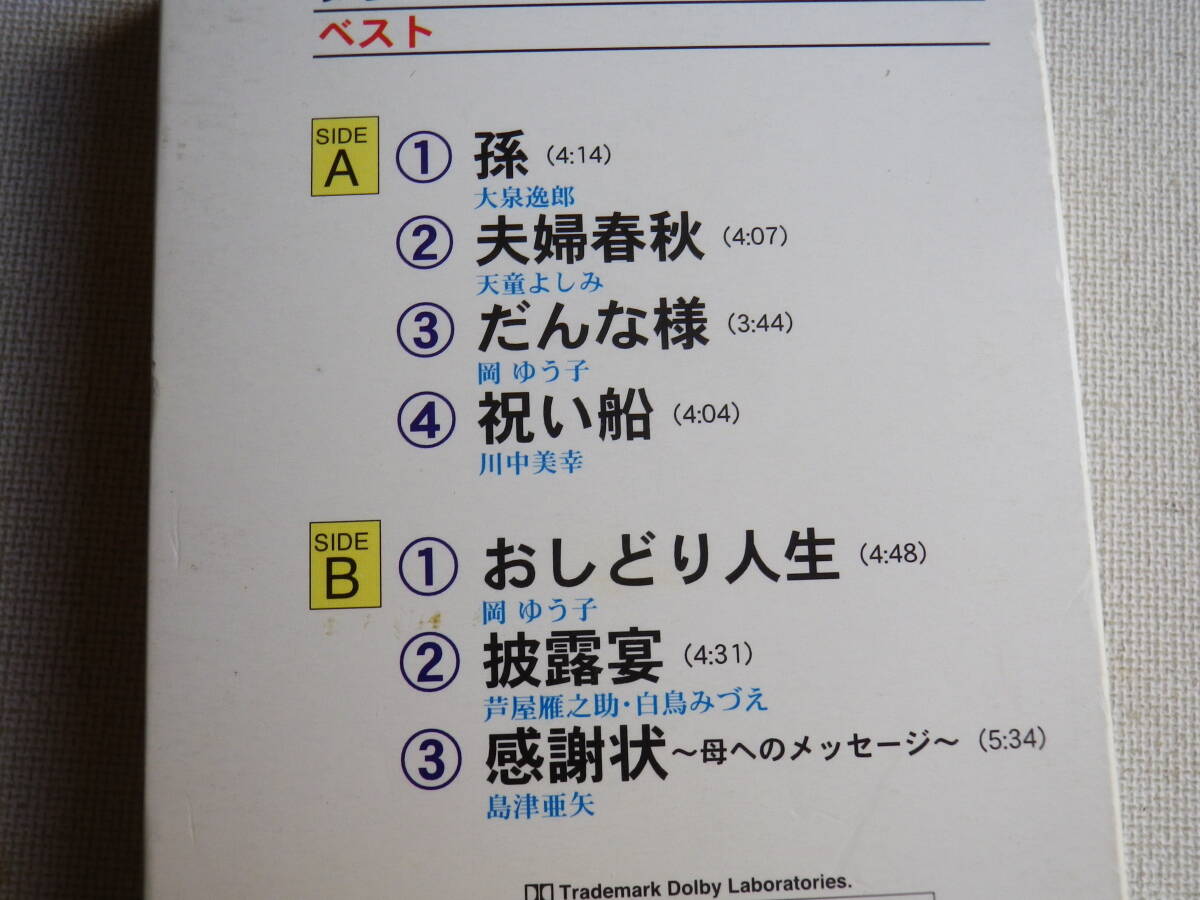 ベスト
SIDE A
① 孫 (4:14)
大泉逸郎
② 夫婦春秋 (4:07)
天童よしみ
③ だんな様 (3:44)
岡 ゆう子
④ 祝い船 (4:04)
川中美幸
SIDE B
① おしどり人生 (4:48)
岡 ゆう子
② 披露宴 (4:31)
芦屋雁之助・白鳥みづえ
③ 感謝状～母へのメッセージ～ (5:34)
島津亜矢
Trademark Dolby Laboratories.